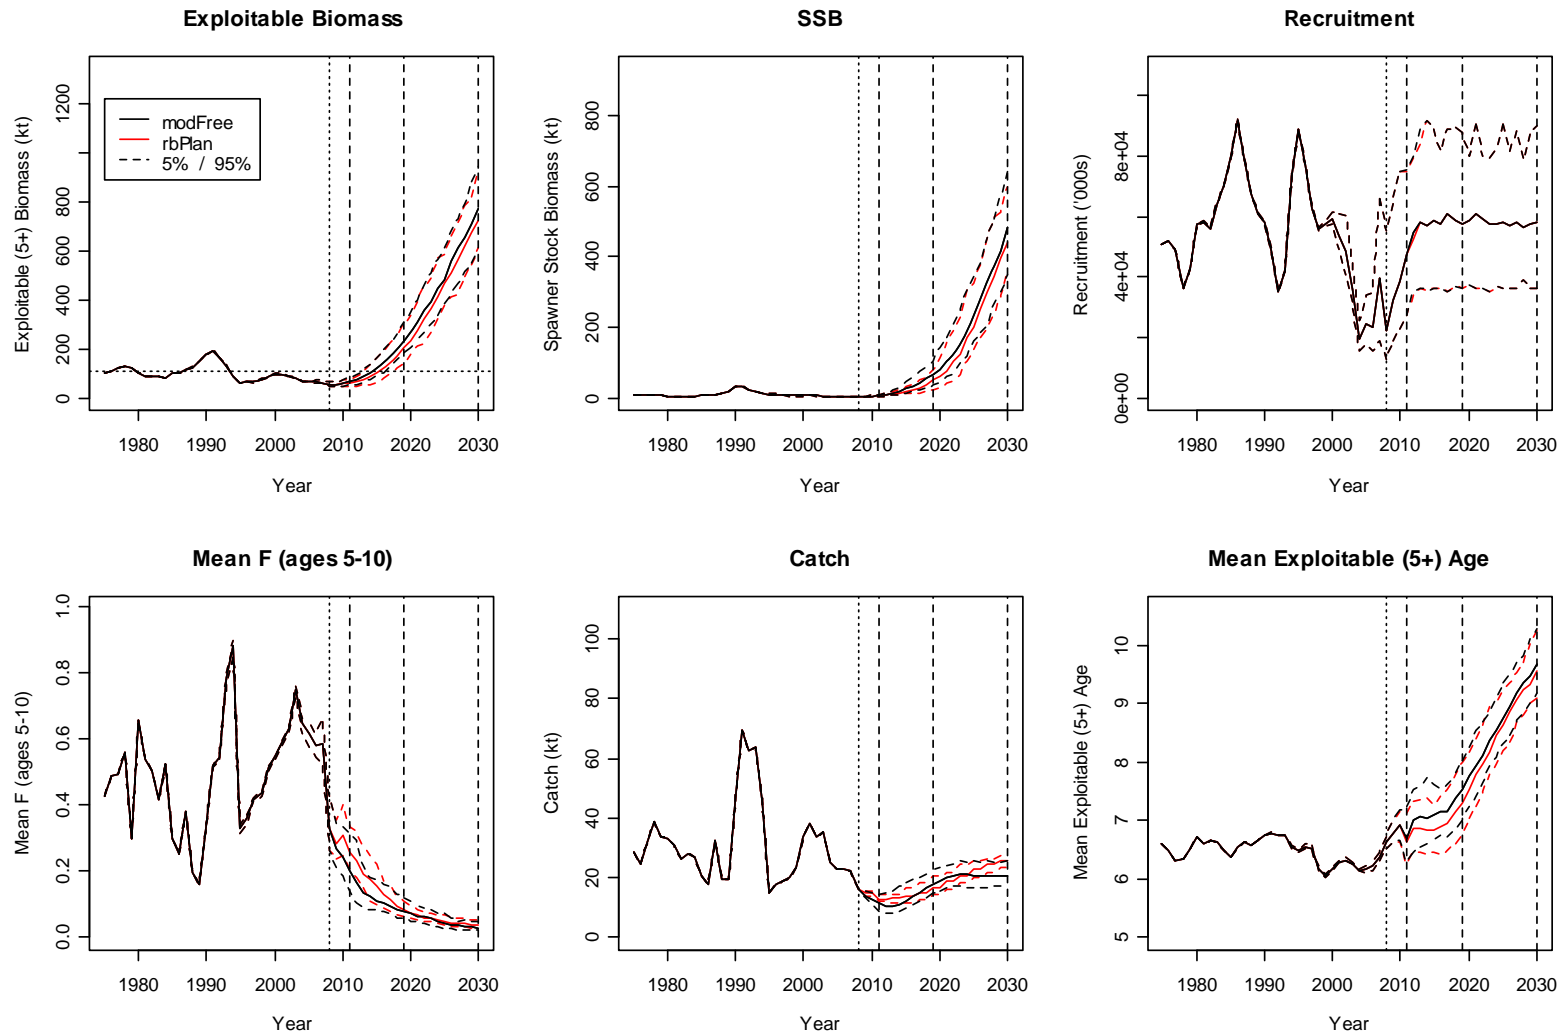 Exploitable Biomass
Exploitable (5+) Biomass (kt)
0 200 400 600 800 1200
modFree
rbPlan
5% / 95%
1980 1990 2000 2010 2020 2030
Year
SSB
Spawner Stock Biomass (kt)
0 200 400 600 800
1980 1990 2000 2010 2020 2030
Year
Recruitment
Recruitment ('000s)
0e+00 4e+04 8e+04
1980 1990 2000 2010 2020 2030
Year
Mean F (ages 5-10)
Mean F (ages 5-10)
0.0 0.2 0.4 0.6 0.8 1.0
1980 1990 2000 2010 2020 2030
Year
Catch
Catch (kt)
0 20 40 60 80 100
1980 1990 2000 2010 2020 2030
Year
Mean Exploitable (5+) Age
Mean Exploitable (5+) Age
5 6 7 8 9 10
1980 1990 2000 2010 2020 2030
Year